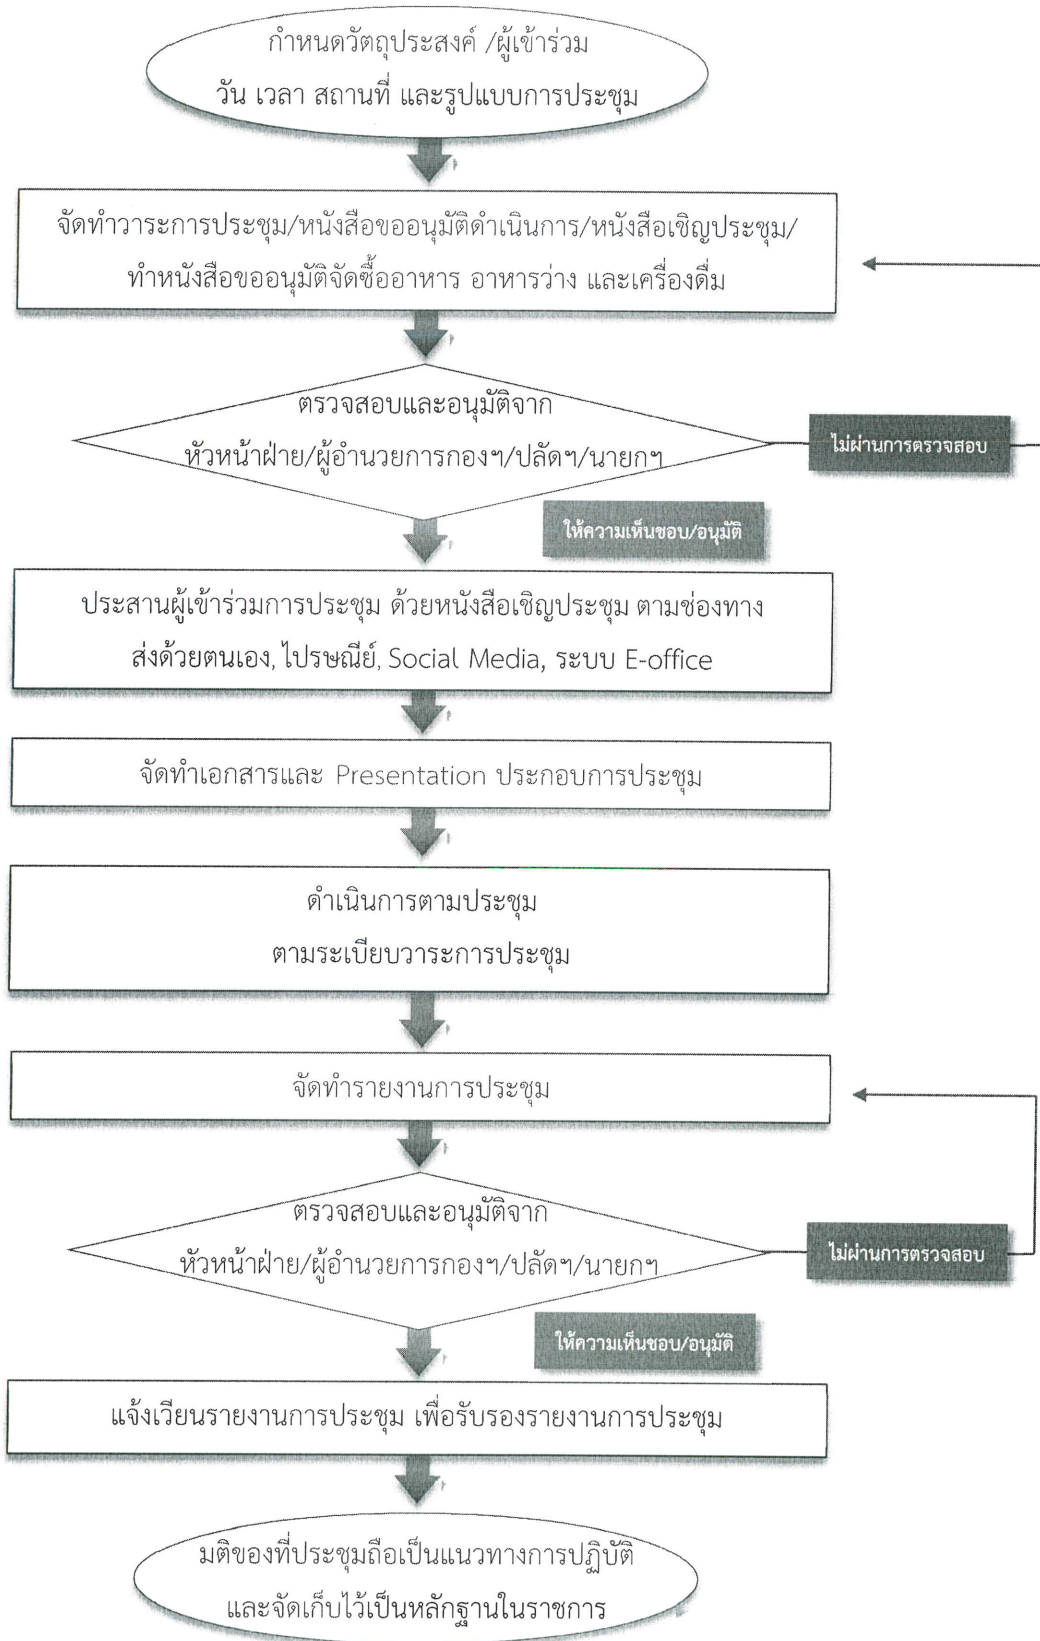 กำหนดวัตถุประสงค์ /ผู้เข้าร่วม
วัน เวลา สถานที่ และรูปแบบการประชุม
จัดทำวาระการประชุม/หนังสือขออนุมัติดำเนินการ/หนังสือเชิญประชุม/
ทำหนังสือขออนุมัติจัดซื้ออาหาร อาหารว่าง และเครื่องดื่ม
ตรวจสอบและอนุมัติจาก
หัวหน้าฝ่าย/ผู้อำนวยการกองฯ/ปลัดฯ/นายกฯ
ไม่ผ่านการตรวจสอบ
ให้ความเห็นชอบ/อนุมัติ
ประสานผู้เข้าร่วมการประชุม ด้วยหนังสือเชิญประชุม ตามช่องทาง
ส่งด้วยตนเอง, ไปรษณีย์, Social Media, ระบบ E-office
จัดทำเอกสารและ Presentation ประกอบการประชุม
ดำเนินการตามประชุม
ตามระเบียบวาระการประชุม
จัดทำรายงานการประชุม
ตรวจสอบและอนุมัติจาก
หัวหน้าฝ่าย/ผู้อำนวยการกองฯ/ปลัดฯ/นายกฯ
ไม่ผ่านการตรวจสอบ
ให้ความเห็นชอบ/อนุมัติ
แจ้งเวียนรายงานการประชุม เพื่อรับรองรายงานการประชุม
มติของที่ประชุมถือเป็นแนวทางการปฏิบัติ
และจัดเก็บไว้เป็นหลักฐานในราชการ